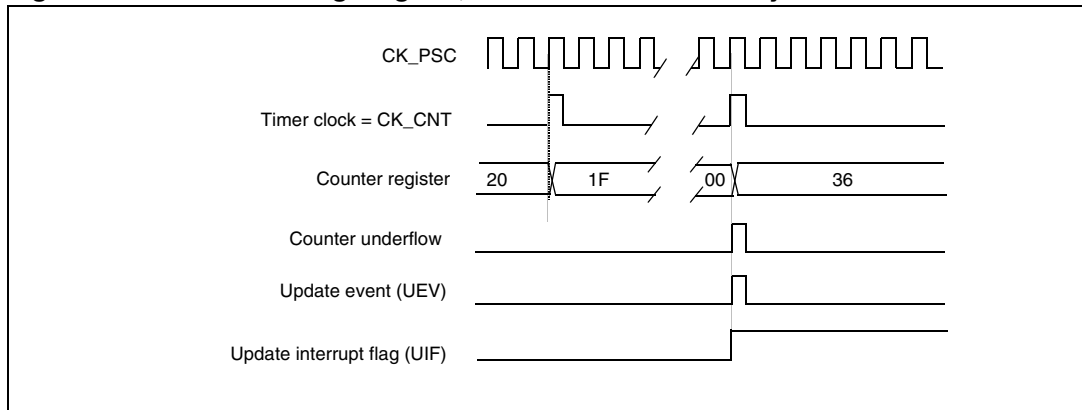 CK_PSC
Timer clock = CK_CNT
Counter register 20 1F 00 36
Counter underflow
Update event (UEV)
Update interrupt flag (UIF)